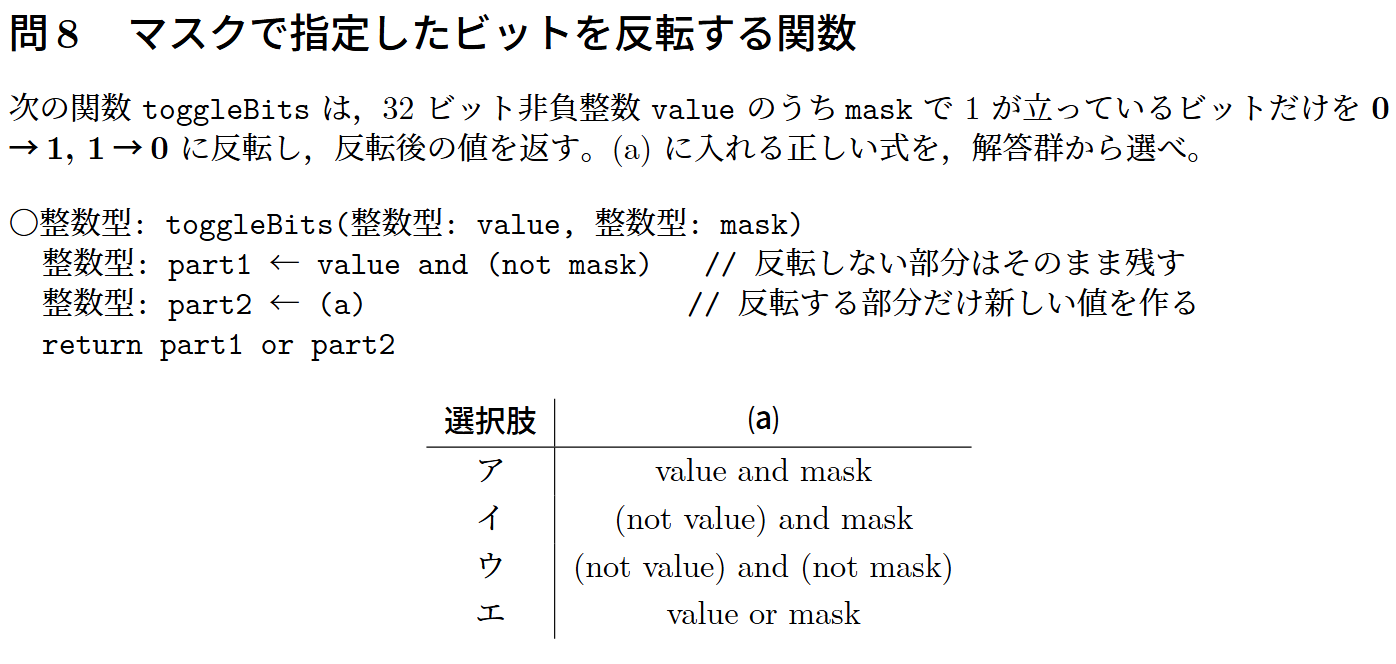 問 8 マスクで指定したビットを反転する関数
次の関数 toggleBits は，32 ビット非負整数 value のうち mask で 1 が立っているビットだけを 0
→ 1, 1 → 0 に反転し，反転後の値を返す。(a) に入れる正しい式を，解答群から選べ。
○整数型: toggleBits(整数型: value, 整数型: mask)
整数型: part1 ← value and (not mask) // 反転しない部分はそのまま残す
整数型: part2 ← (a) // 反転する部分だけ新しい値を作る
return part1 or part2
選択肢 (a)
ア value and mask
イ (not value) and mask
ウ (not value) and (not mask)
エ value or mask